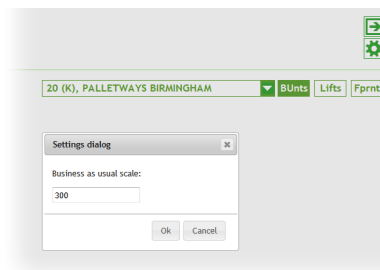 20 (K), PALLETWAYS BIRMINGHAM BUnts Lifts Fprnt
Settings dialog
Business as usual scale:
300
Ok Cancel